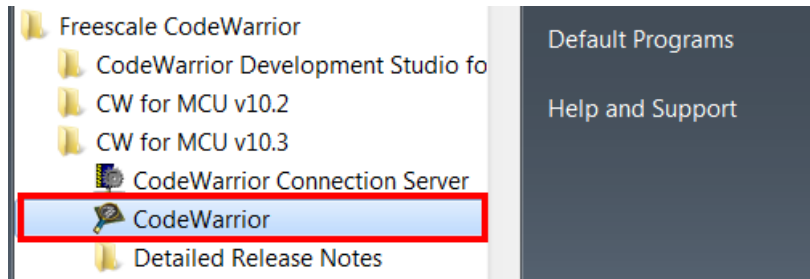 Freescale CodeWarrior
CodeWarrior Development Studio fo
CW for MCU v10.2
CW for MCU v10.3
CodeWarrior Connection Server
CodeWarrior
Detailed Release Notes
Default Programs
Help and Support